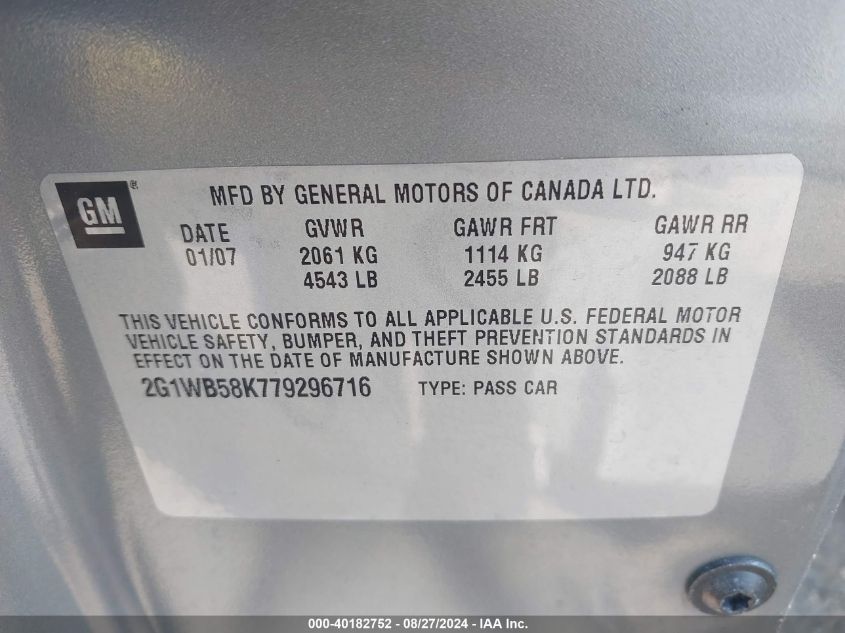 GM®
MFD BY GENERAL MOTORS OF CANADA LTD.
DATE GVWR GAWR FRT GAWR RR
01/07 2061 KG 1114 KG 947 KG
4543 LB 2455 LB 2088 LB
THIS VEHICLE CONFORMS TO ALL APPLICABLE U.S. FEDERAL MOTOR
VEHICLE SAFETY, BUMPER, AND THEFT PREVENTION STANDARDS IN
EFFECT ON THE DATE OF MANUFACTURE SHOWN ABOVE.
2G1WB58K779296716 TYPE: PASS CAR
000-40182752 - 08/27/2024 - IAA Inc.